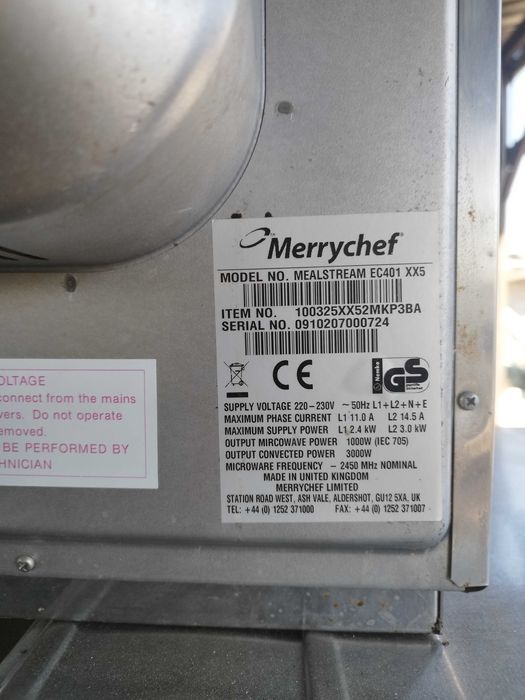 Merrychef
MODEL NO. MEALSTREAM EC401 XX5
ITEM NO. 100325XX52MKP3BA
SERIAL NO. 0910207000724
Nemko
GS
SUPPLY VOLTAGE 220-230V ~ 50Hz L1+L2+N+E
MAXIMUM PHASE CURRENT L1 11.0 A L2 14.5 A
MAXIMUM SUPPLY POWER L1 2.4 kW L2 3.0 kW
OUTPUT MIRCOWAVE POWER 1000W (IEC 705)
OUTPUT CONVECTED POWER 3000W
MICROWARE FREQUENCY ~ 2450 MHz NOMINAL
MADE IN UNITED KINGDOM
MERRYCHEF LIMITED
STATION ROAD WEST, ASH VALE, ALDERSHOT, GU12 5XA, UK
TEL: +44 (0) 1252 371000 FAX: +44 (0) 1252 371007
OLTAGE
connect from the mains
vers. Do not operate
emoved.
BE PERFORMED BY
HNICIAN